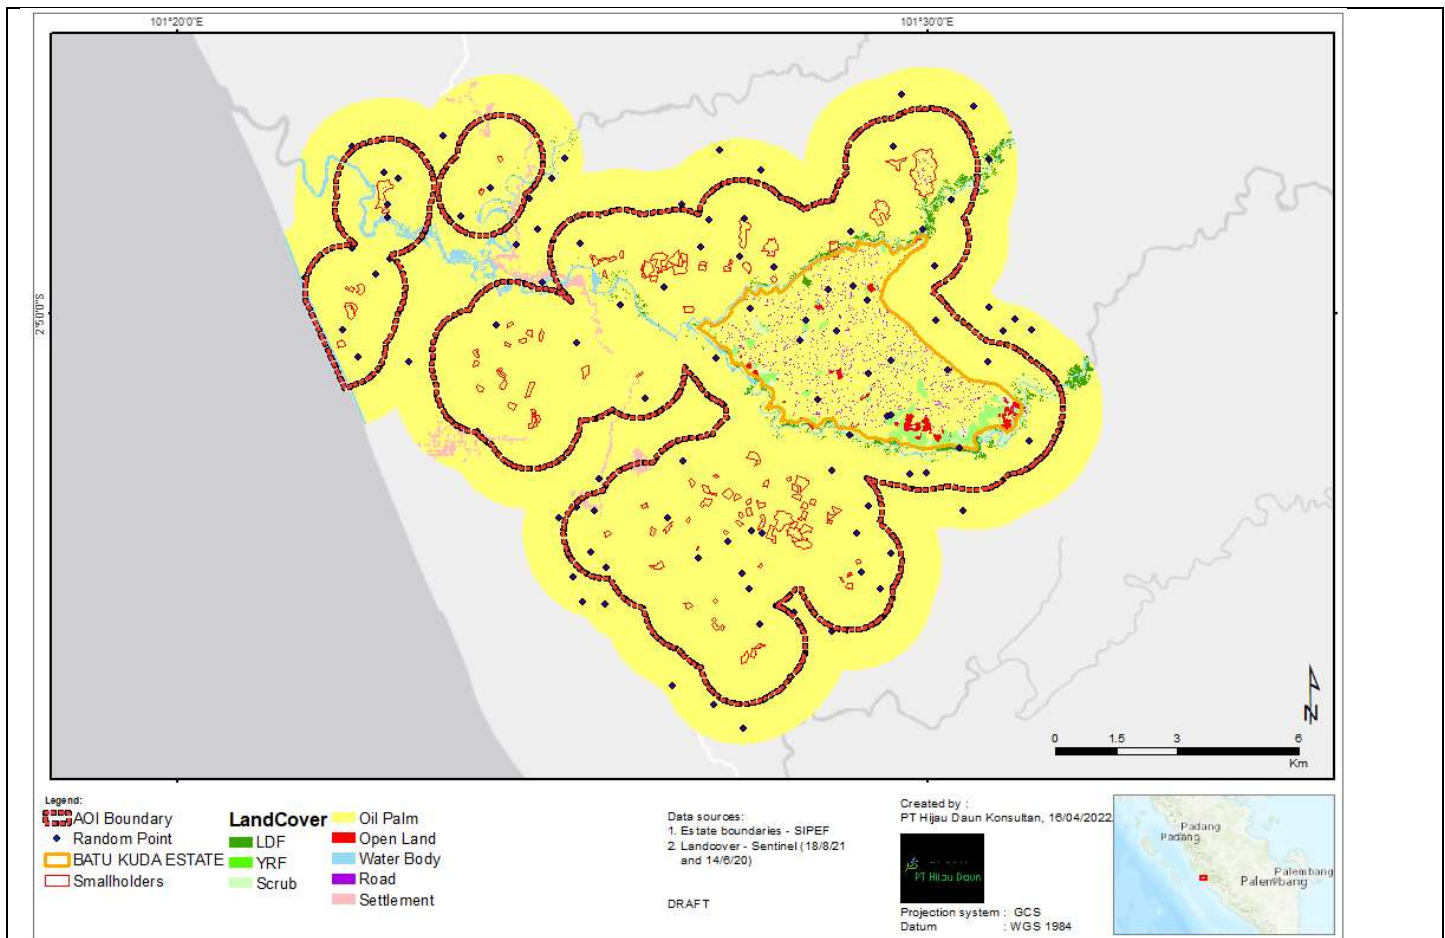 101°20'0"E
101°30'0"E
2°50'0"S
N
0 1.5 3 6
Km
Legend:
AOI Boundary
Random Point
BATU KUDA ESTATE
Smallholders
LandCover
LDF
YRF
Scrub
Oil Palm
Open Land
Water Body
Road
Settlement
Data sources:
1. Estate boundaries - SIPEF
2. Landcover - Sentinel (18/8/21
and 14/6/20)
DRAFT
Created by :
PT Hijau Daun Konsultan, 16/04/2022
PT Hijau Daun
Projection system : GCS
Datum : WGS 1984
Padang
Padang
Palembang
Palembang